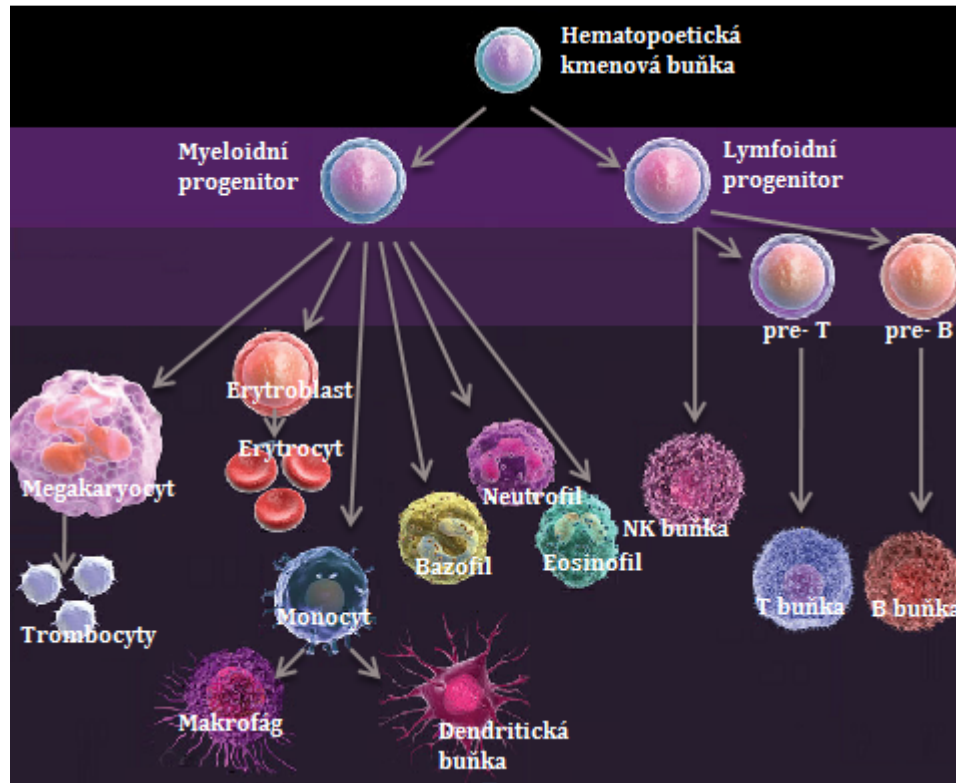 Hematopoetická
kmenová buňka
Myeloidní
progenitor
Lymfoidní
progenitor
pre- T
pre- B
Erytroblast
Erytrocyt
Megakaryocyt
Neutrofil
NK buňka
Bazofil
Eosinofil
T buňka
B buňka
Monocyt
Trombocyty
Makrofág
Dendritická
buňka